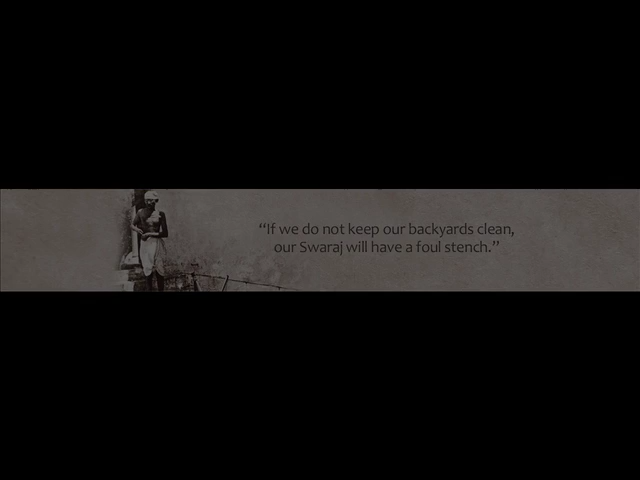 “If we do not keep our backyards clean,
our Swaraj will have a foul stench.”